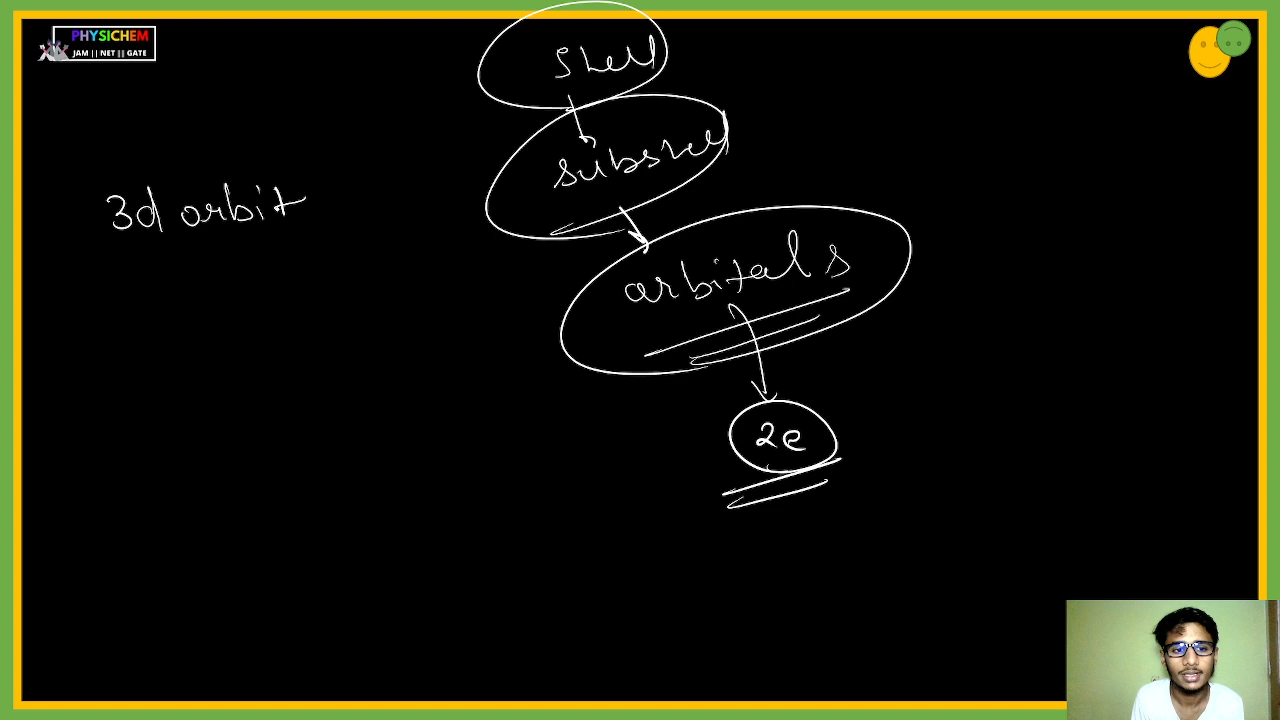 PHYSICHEM
JAM || NET || GATE
Shell
subshell
3d orbit
orbitals
2e